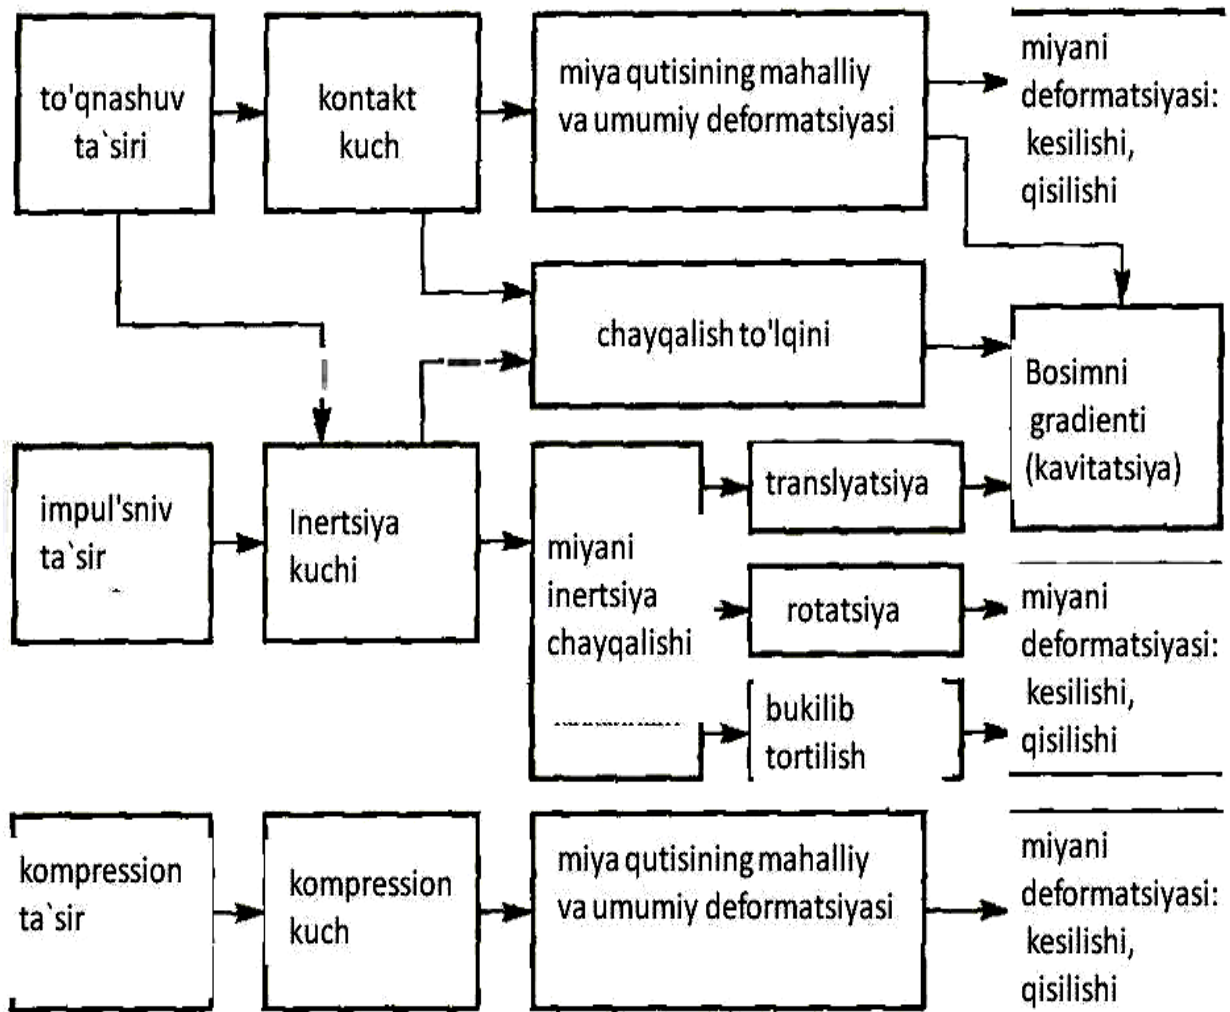 to'qnashuv
ta`siri
kontakt
kuch
miya qutisining mahalliy
va umumiy deformatsiyasi
miyani
deformatsiyasi:
kesilishi,
qisilishi
chayqalish to'lqini
Bosimni
gradienti
(kavitatsiya)
impul'sniv
ta`sir
Inertsiya
kuchi
miyani
inertsiya
chayqalishi
translyatsiya
rotatsiya
bukilib
tortilish
miyani
deformatsiyasi:
kesilishi,
qisilishi
kompression
ta`sir
kompression
kuch
miya qutisining mahalliy
va umumiy deformatsiyasi
miyani
deformatsiyasi:
kesilishi,
qisilishi